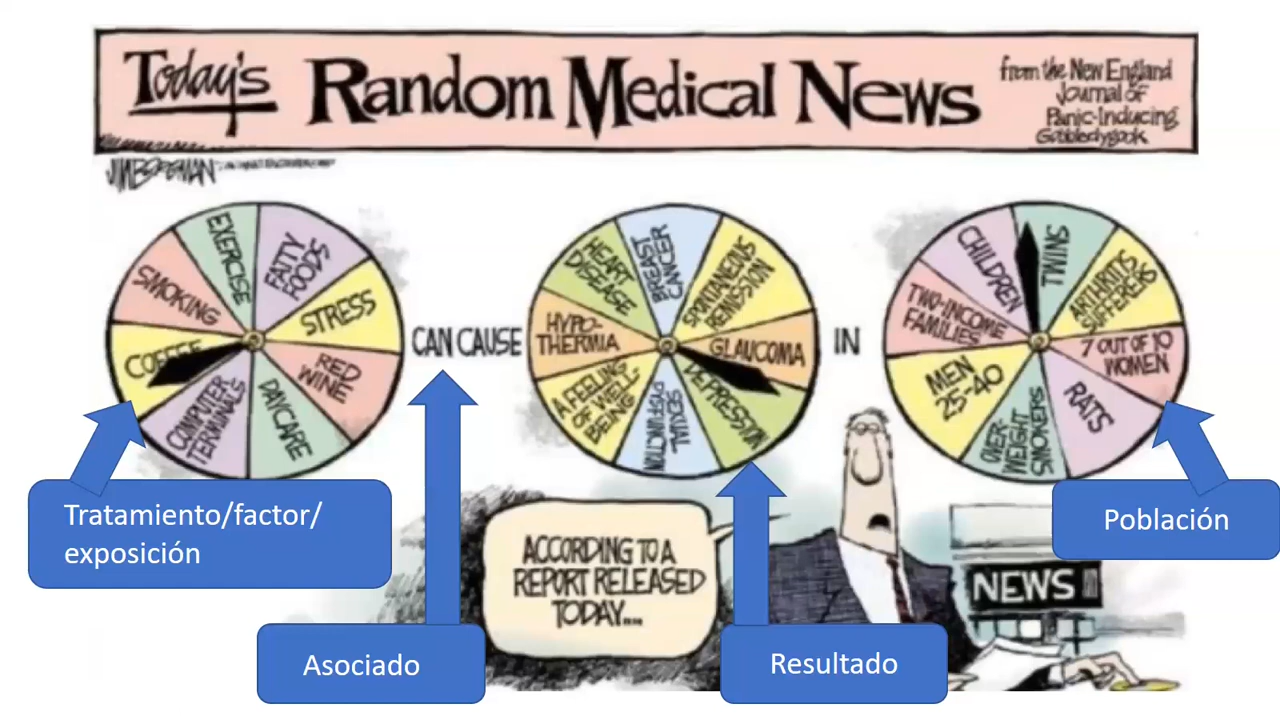 Today's Random Medical News
from the New England
Journal of
Panic-Inducing
Gobbledygook
JIM BORGMAN
EXERCISE
FATTY
FOODS
STRESS
RED
WINE
DAYCARE
COMPUTER
TERMINALS
COFFEE
SMOKING
CAN CAUSE
HEART
DISEASE
BREAST
CANCER
SPONTANEOUS
REMISSION
GLAUCOMA
DEPRESSION
SEXUAL
DYSFUNCTION
A FEELING
OF WELL-
BEING
HYPO-
THERMIA
IN
CHILDREN
TWINS
ARTHRITIS
SUFFERERS
7 OUT OF 10
WOMEN
RATS
OVER-
WEIGHT
SMOKERS
MEN
25-40
TWO-INCOME
FAMILIES
Tratamiento/factor/
exposición
Asociado
ACCORDING TO A
REPORT RELEASED
TODAY...
Resultado
Población
NEWS